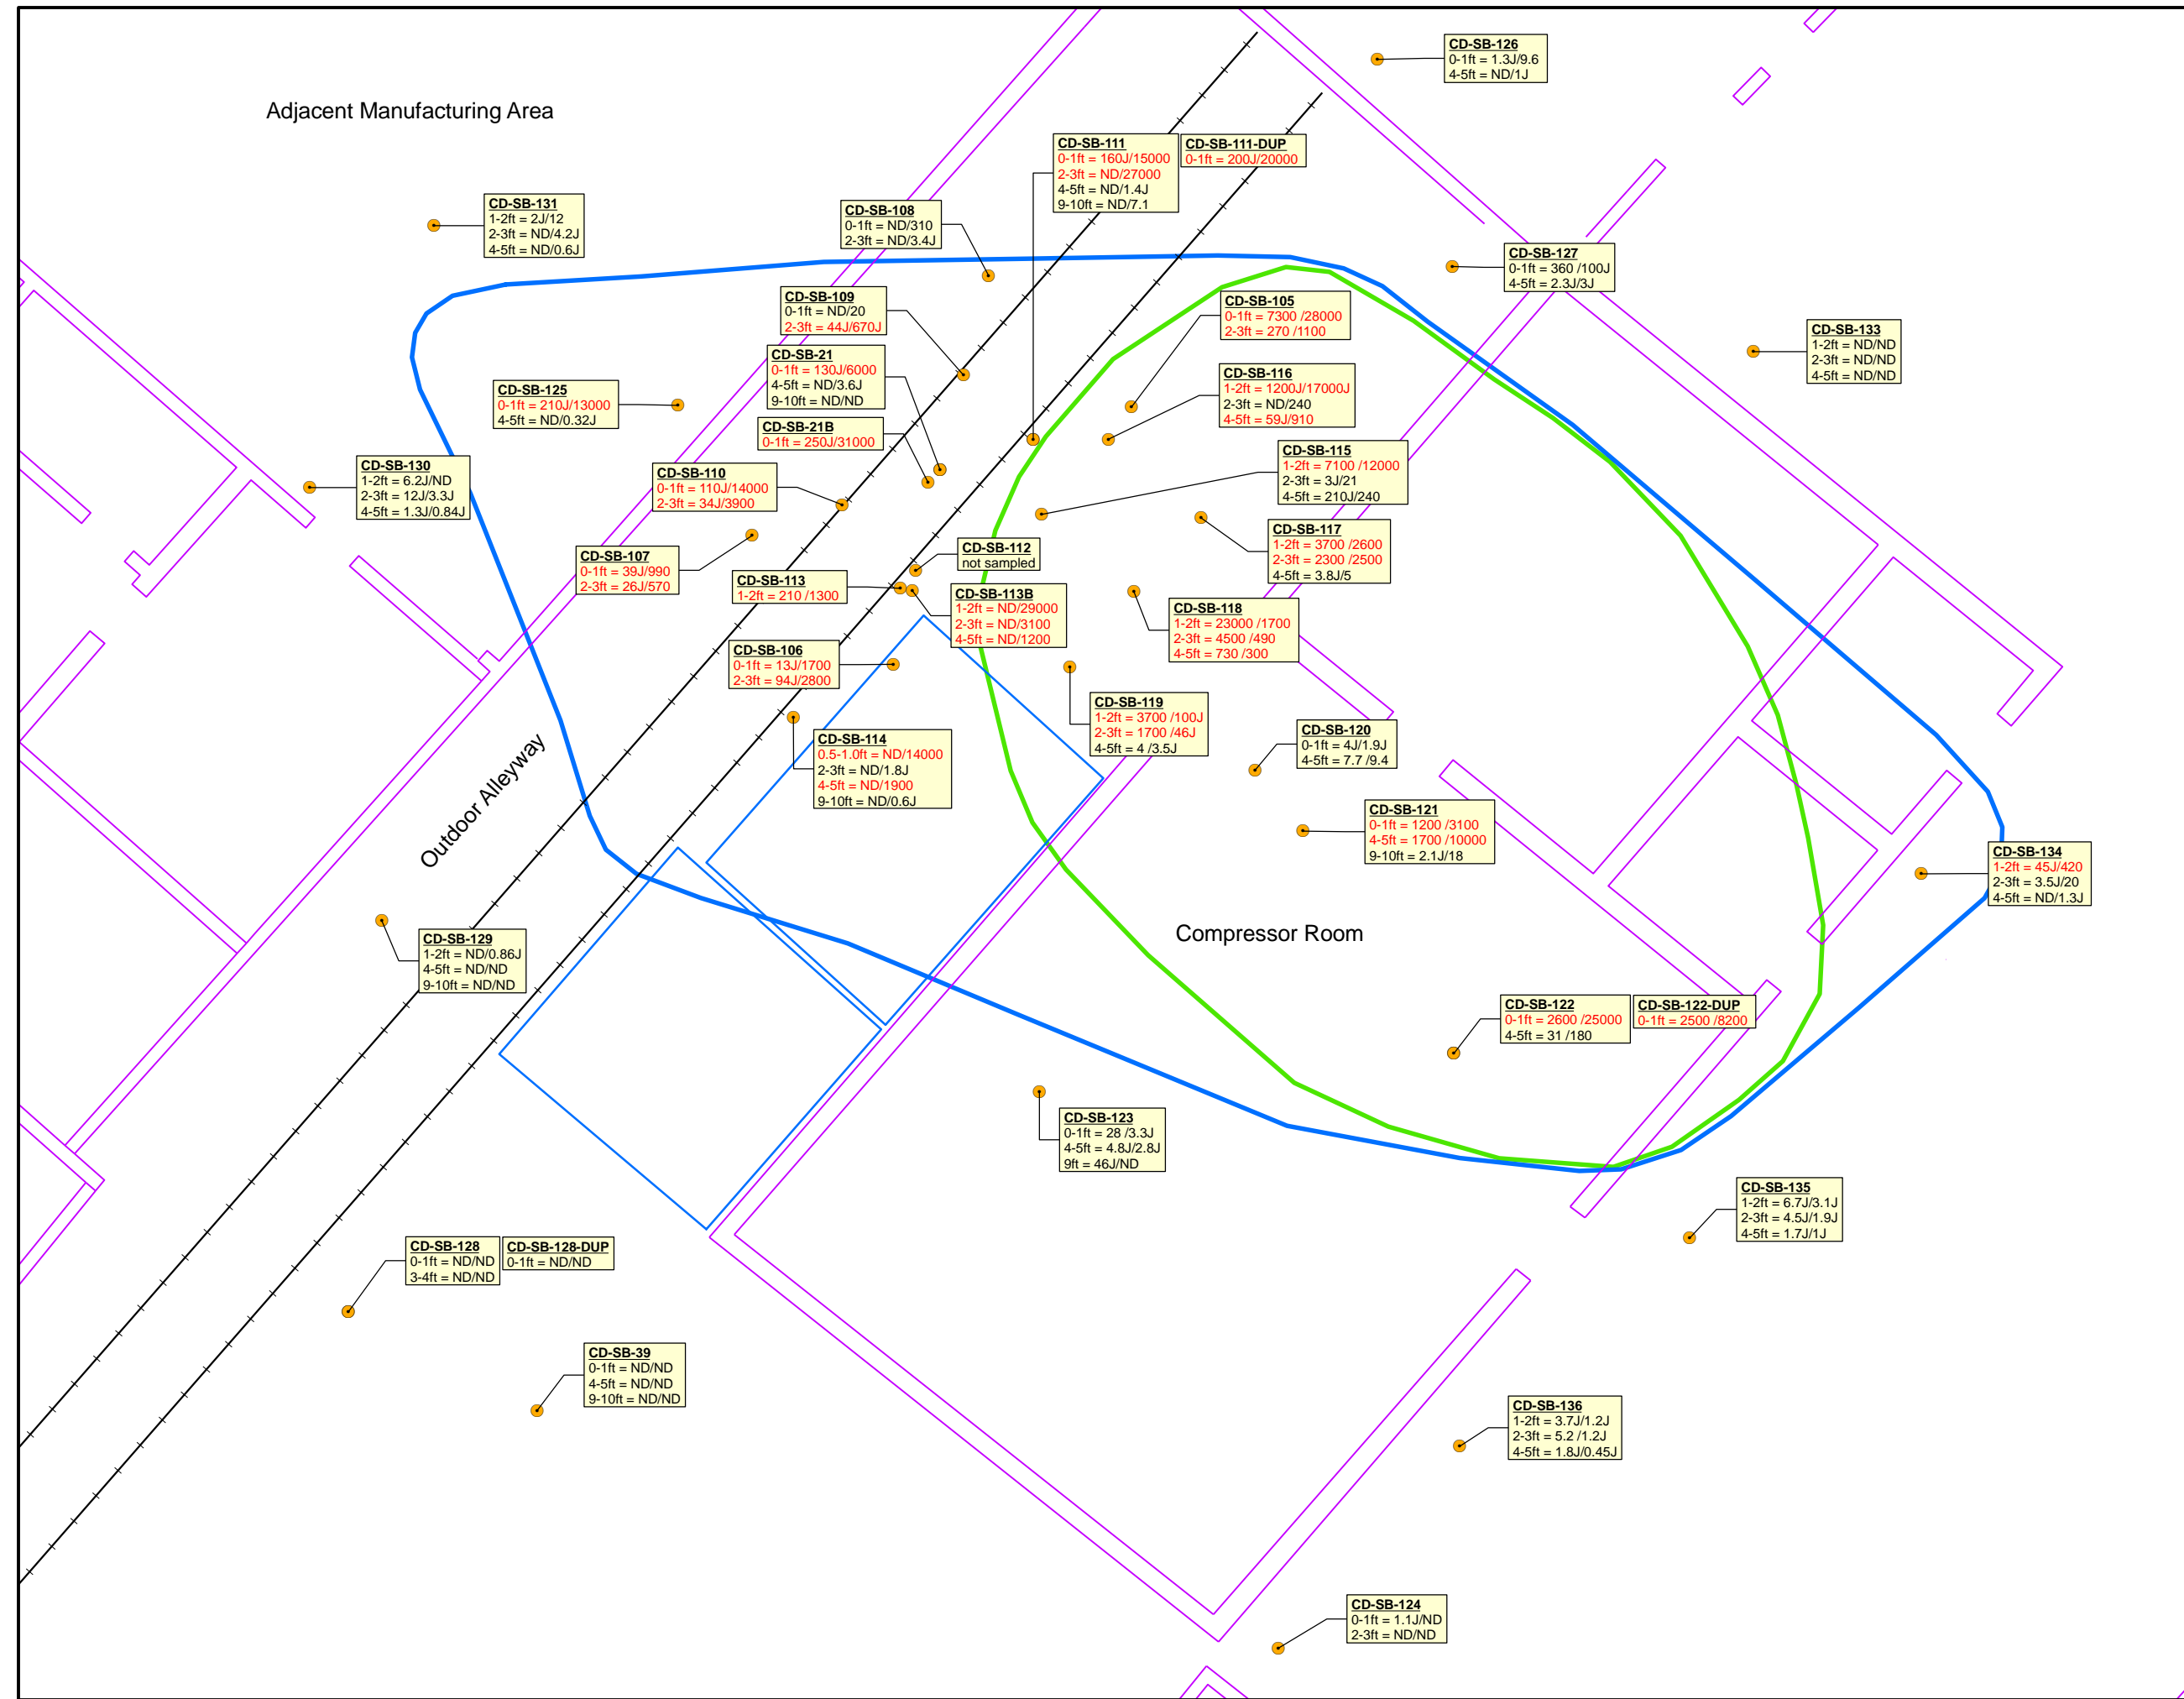 CD-SB-126
0-1ft = 1.3J/9.6
4-5ft = ND/1J
Adjacent Manufacturing Area
CD-SB-111
0-1ft = 160J/15000
2-3ft = ND/27000
4-5ft = ND/1.4J
9-10ft = ND/7.1
CD-SB-111-DUP
0-1ft = 200J/20000
CD-SB-131
1-2ft = 2J/12
2-3ft = ND/4.2J
4-5ft = ND/0.6J
CD-SB-108
0-1ft = ND/310
2-3ft = ND/3.4J
CD-SB-127
0-1ft = 360 /100J
4-5ft = 2.3J/3J
CD-SB-109
0-1ft = ND/20
2-3ft = 44J/670J
CD-SB-105
0-1ft = 7300 /28000
2-3ft = 270 /1100
CD-SB-133
1-2ft = ND/ND
2-3ft = ND/ND
4-5ft = ND/ND
CD-SB-21
0-1ft = 130J/6000
4-5ft = ND/3.6J
9-10ft = ND/ND
CD-SB-116
1-2ft = 1200J/17000J
2-3ft = ND/240
4-5ft = 59J/910
CD-SB-125
0-1ft = 210J/13000
4-5ft = ND/0.32J
CD-SB-21B
0-1ft = 250J/31000
CD-SB-115
1-2ft = 7100 /12000
2-3ft = 3J/21
4-5ft = 210J/240
CD-SB-130
1-2ft = 6.2J/ND
2-3ft = 12J/3.3J
4-5ft = 1.3J/0.84J
CD-SB-110
0-1ft = 110J/14000
2-3ft = 34J/3900
CD-SB-117
1-2ft = 3700 /2600
2-3ft = 2300 /2500
4-5ft = 3.8J/5
CD-SB-112
not sampled
CD-SB-107
0-1ft = 39J/990
2-3ft = 26J/570
CD-SB-113
1-2ft = 210 /1300
CD-SB-113B
1-2ft = ND/29000
2-3ft = ND/3100
4-5ft = ND/1200
CD-SB-118
1-2ft = 23000 /1700
2-3ft = 4500 /490
4-5ft = 730 /300
CD-SB-106
0-1ft = 13J/1700
2-3ft = 94J/2800
CD-SB-119
1-2ft = 3700 /100J
2-3ft = 1700 /46J
4-5ft = 4 /3.5J
CD-SB-120
0-1ft = 4J/1.9J
4-5ft = 7.7 /9.4
CD-SB-114
0.5-1.0ft = ND/14000
2-3ft = ND/1.8J
4-5ft = ND/1900
9-10ft = ND/0.6J
Outdoor Alleyway
CD-SB-121
0-1ft = 1200 /3100
4-5ft = 1700 /10000
9-10ft = 2.1J/18
CD-SB-134
1-2ft = 45J/420
2-3ft = 3.5J/20
4-5ft = ND/1.3J
Compressor Room
CD-SB-129
1-2ft = ND/0.86J
4-5ft = ND/ND
9-10ft = ND/ND
CD-SB-122
0-1ft = 2600 /25000
4-5ft = 31 /180
CD-SB-122-DUP
0-1ft = 2500 /8200
CD-SB-123
0-1ft = 28 /3.3J
4-5ft = 4.8J/2.8J
9ft = 46J/ND
CD-SB-135
1-2ft = 6.7J/3.1J
2-3ft = 4.5J/1.9J
4-5ft = 1.7J/1J
CD-SB-128
0-1ft = ND/ND
3-4ft = ND/ND
CD-SB-128-DUP
0-1ft = ND/ND
CD-SB-39
0-1ft = ND/ND
4-5ft = ND/ND
9-10ft = ND/ND
CD-SB-136
1-2ft = 3.7J/1.2J
2-3ft = 5.2 /1.2J
4-5ft = 1.8J/0.45J
CD-SB-124
0-1ft = 1.1J/ND
2-3ft = ND/ND